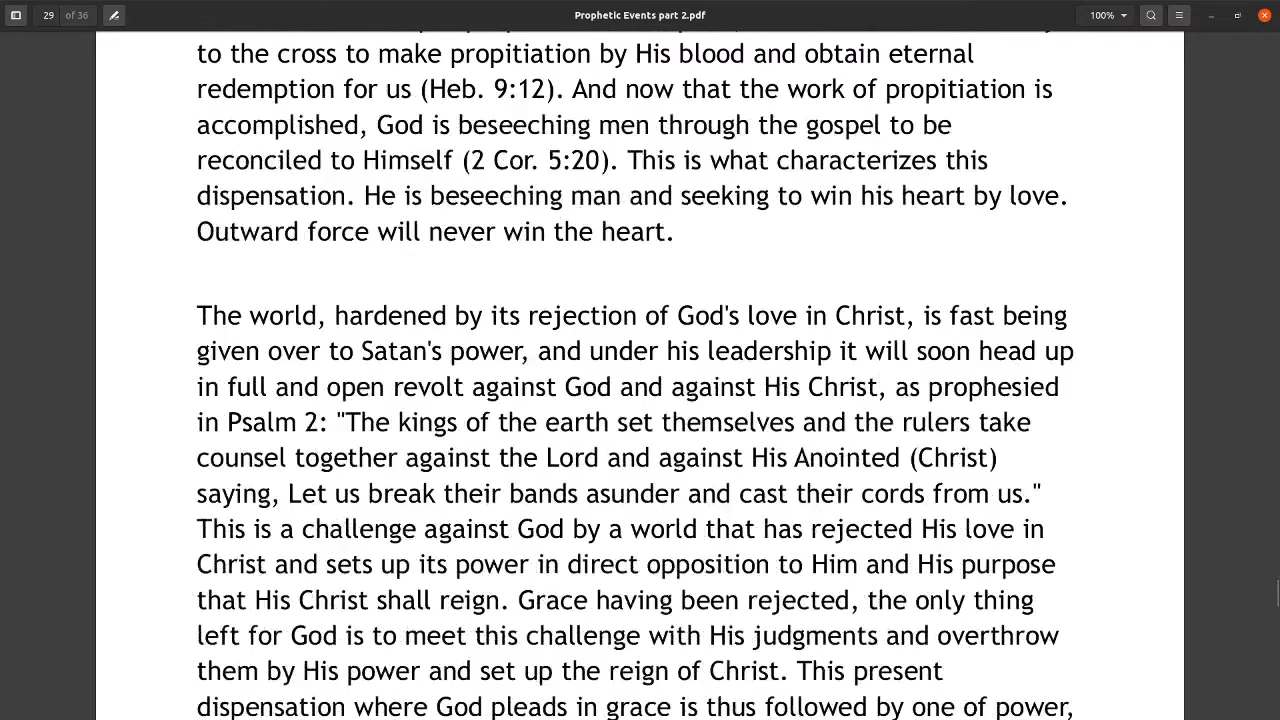 29 of 36
Prophetic Events part 2.pdf
100%
to the cross to make propitiation by His blood and obtain eternal
redemption for us (Heb. 9:12). And now that the work of propitiation is
accomplished, God is beseeching men through the gospel to be
reconciled to Himself (2 Cor. 5:20). This is what characterizes this
dispensation. He is beseeching man and seeking to win his heart by love.
Outward force will never win the heart.
The world, hardened by its rejection of God's love in Christ, is fast being
given over to Satan's power, and under his leadership it will soon head up
in full and open revolt against God and against His Christ, as prophesied
in Psalm 2: "The kings of the earth set themselves and the rulers take
counsel together against the Lord and against His Anointed (Christ)
saying, Let us break their bands asunder and cast their cords from us."
This is a challenge against God by a world that has rejected His love in
Christ and sets up its power in direct opposition to Him and His purpose
that His Christ shall reign. Grace having been rejected, the only thing
left for God is to meet this challenge with His judgments and overthrow
them by His power and set up the reign of Christ. This present
dispensation where God pleads in grace is thus followed by one of power,